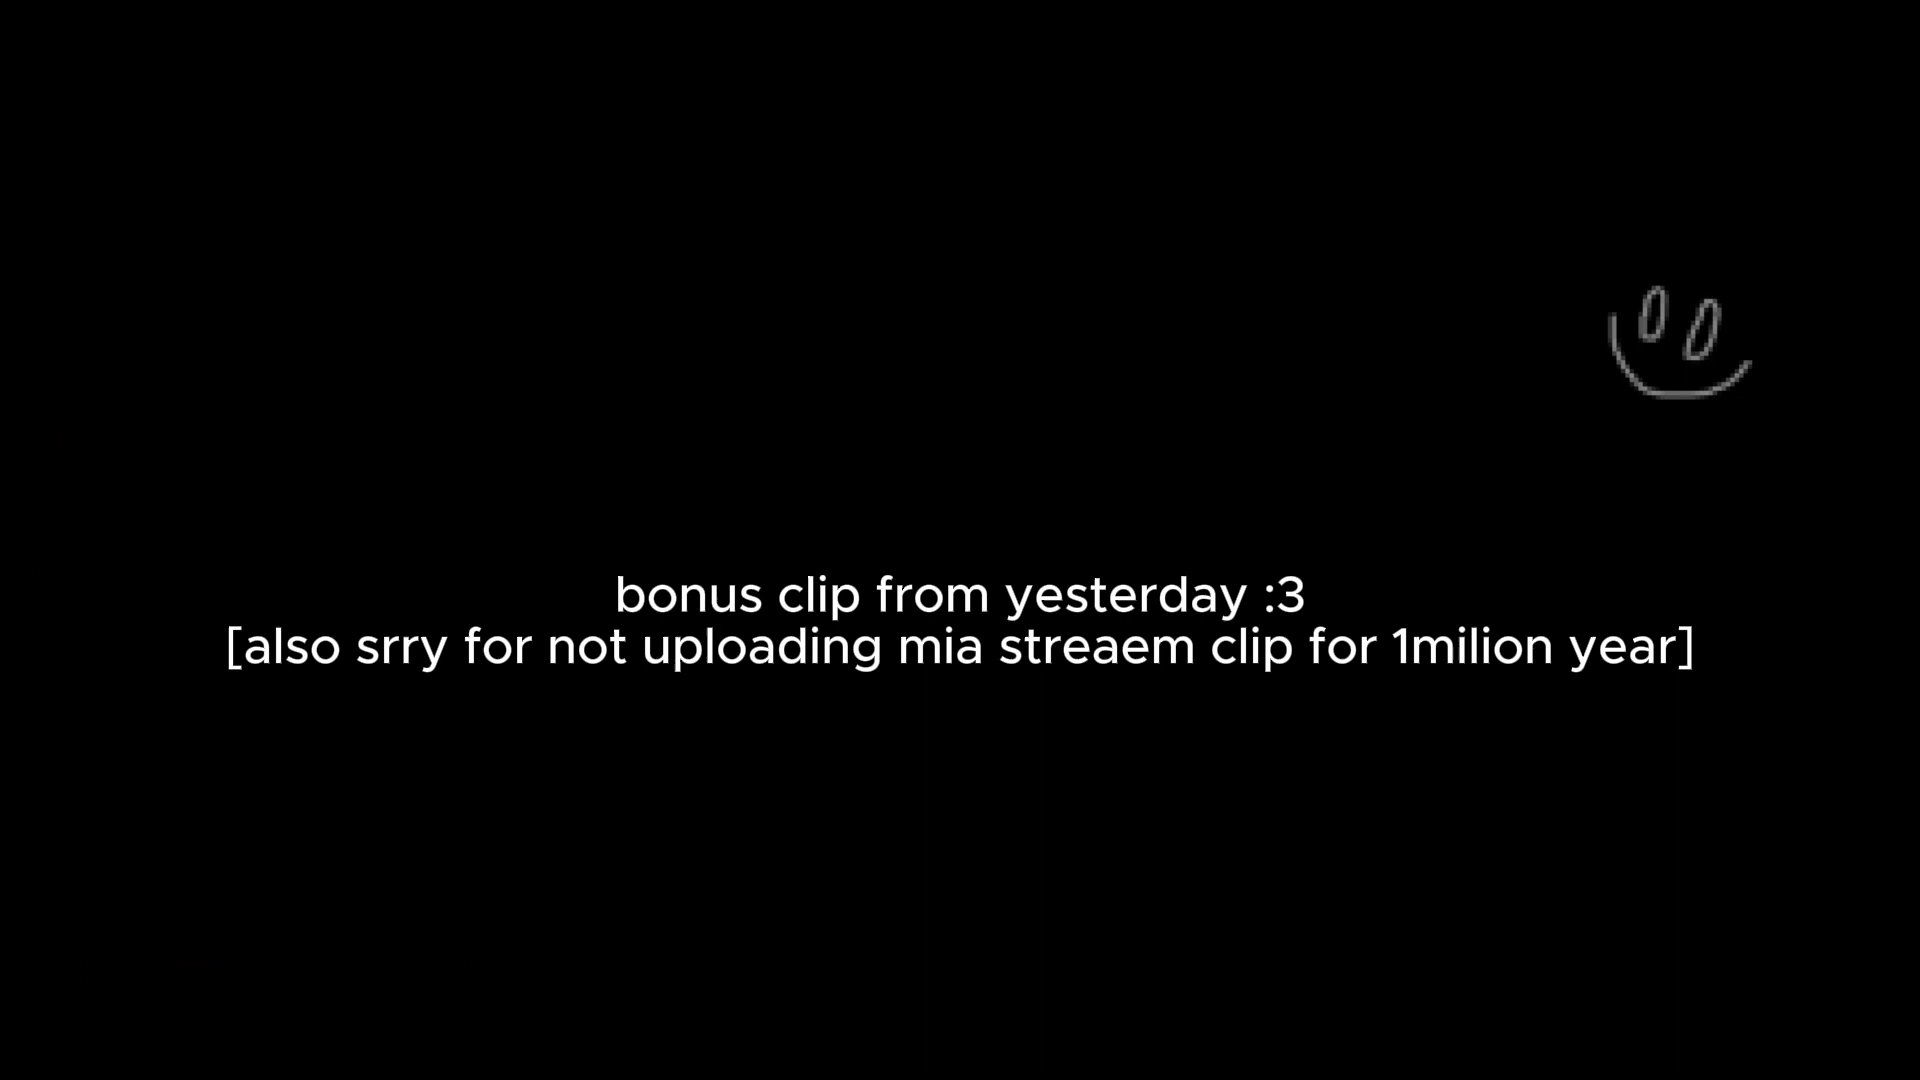 bonus clip from yesterday :3
[also srry for not uploading mia streaem clip for 1milion year]